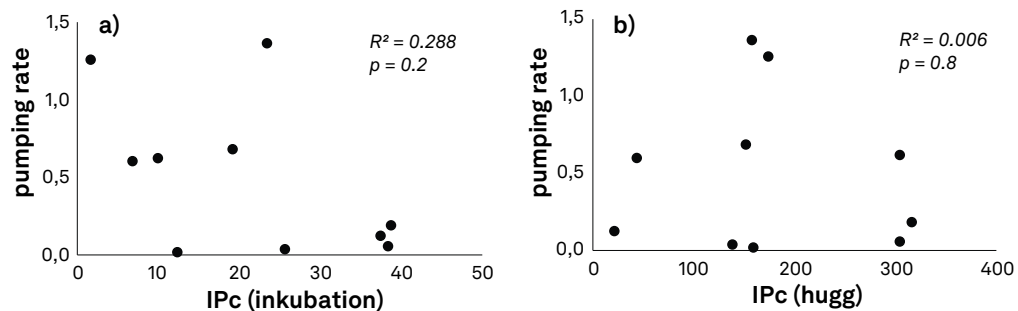 a)
R² = 0.288
p = 0.2
pumping rate
1,5
1,0
0,5
0,0
0 10 20 30 40 50
IPc (inkubation)
b)
R² = 0.006
p = 0.8
pumping rate
1,5
1,0
0,5
0,0
0 100 200 300 400
IPc (hugg)